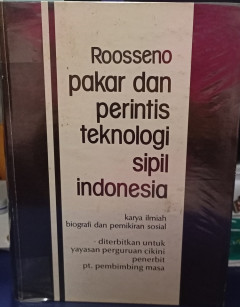 Roosseno
pakar dan
perintis
teknologi
sipil
indonesia
karya ilmiah
biografi dan pemikiran sosial
diterbitkan untuk
yayasan perguruan cikini
penerbit
pt. pembimbing masa